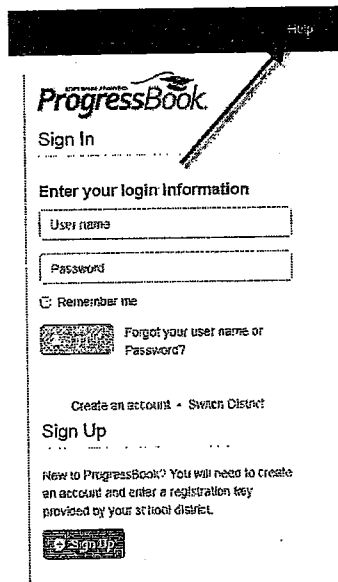 Help
ProgressBook.
Sign In
Enter your login information
User name
Password
Remember me
Forgot your user name or
Password?
Create an account • Switch District
Sign Up
New to ProgressBook? You will need to create
an account and enter a registration key
provided by your school district.
Sign Up